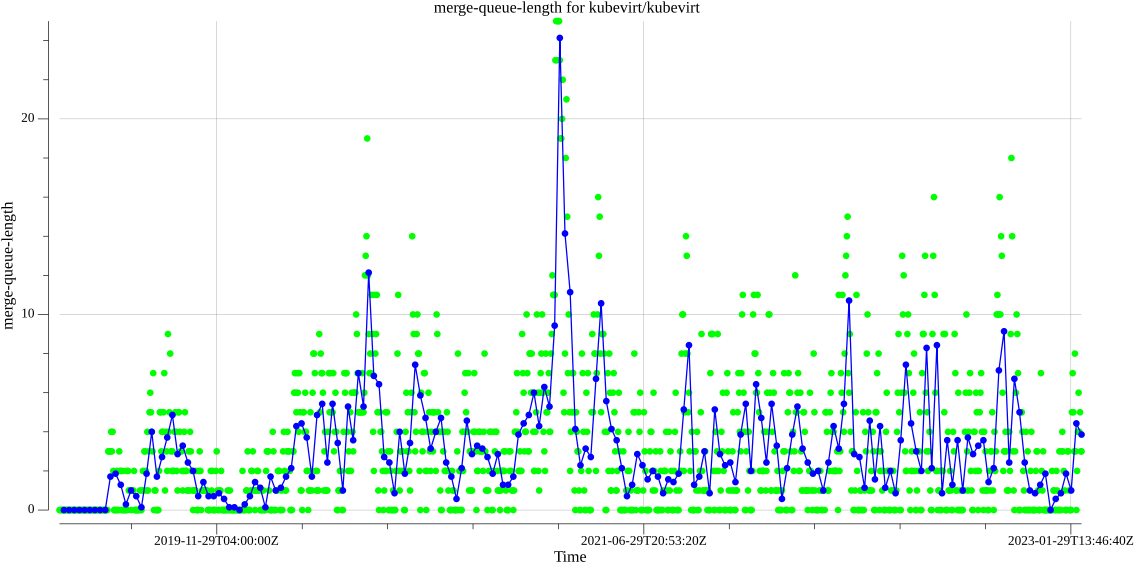 merge-queue-length for kubevirt/kubevirt
merge-queue-length
20
10
0
2019-11-29T04:00:00Z
2021-06-29T20:53:20Z
2023-01-29T13:46:40Z
Time